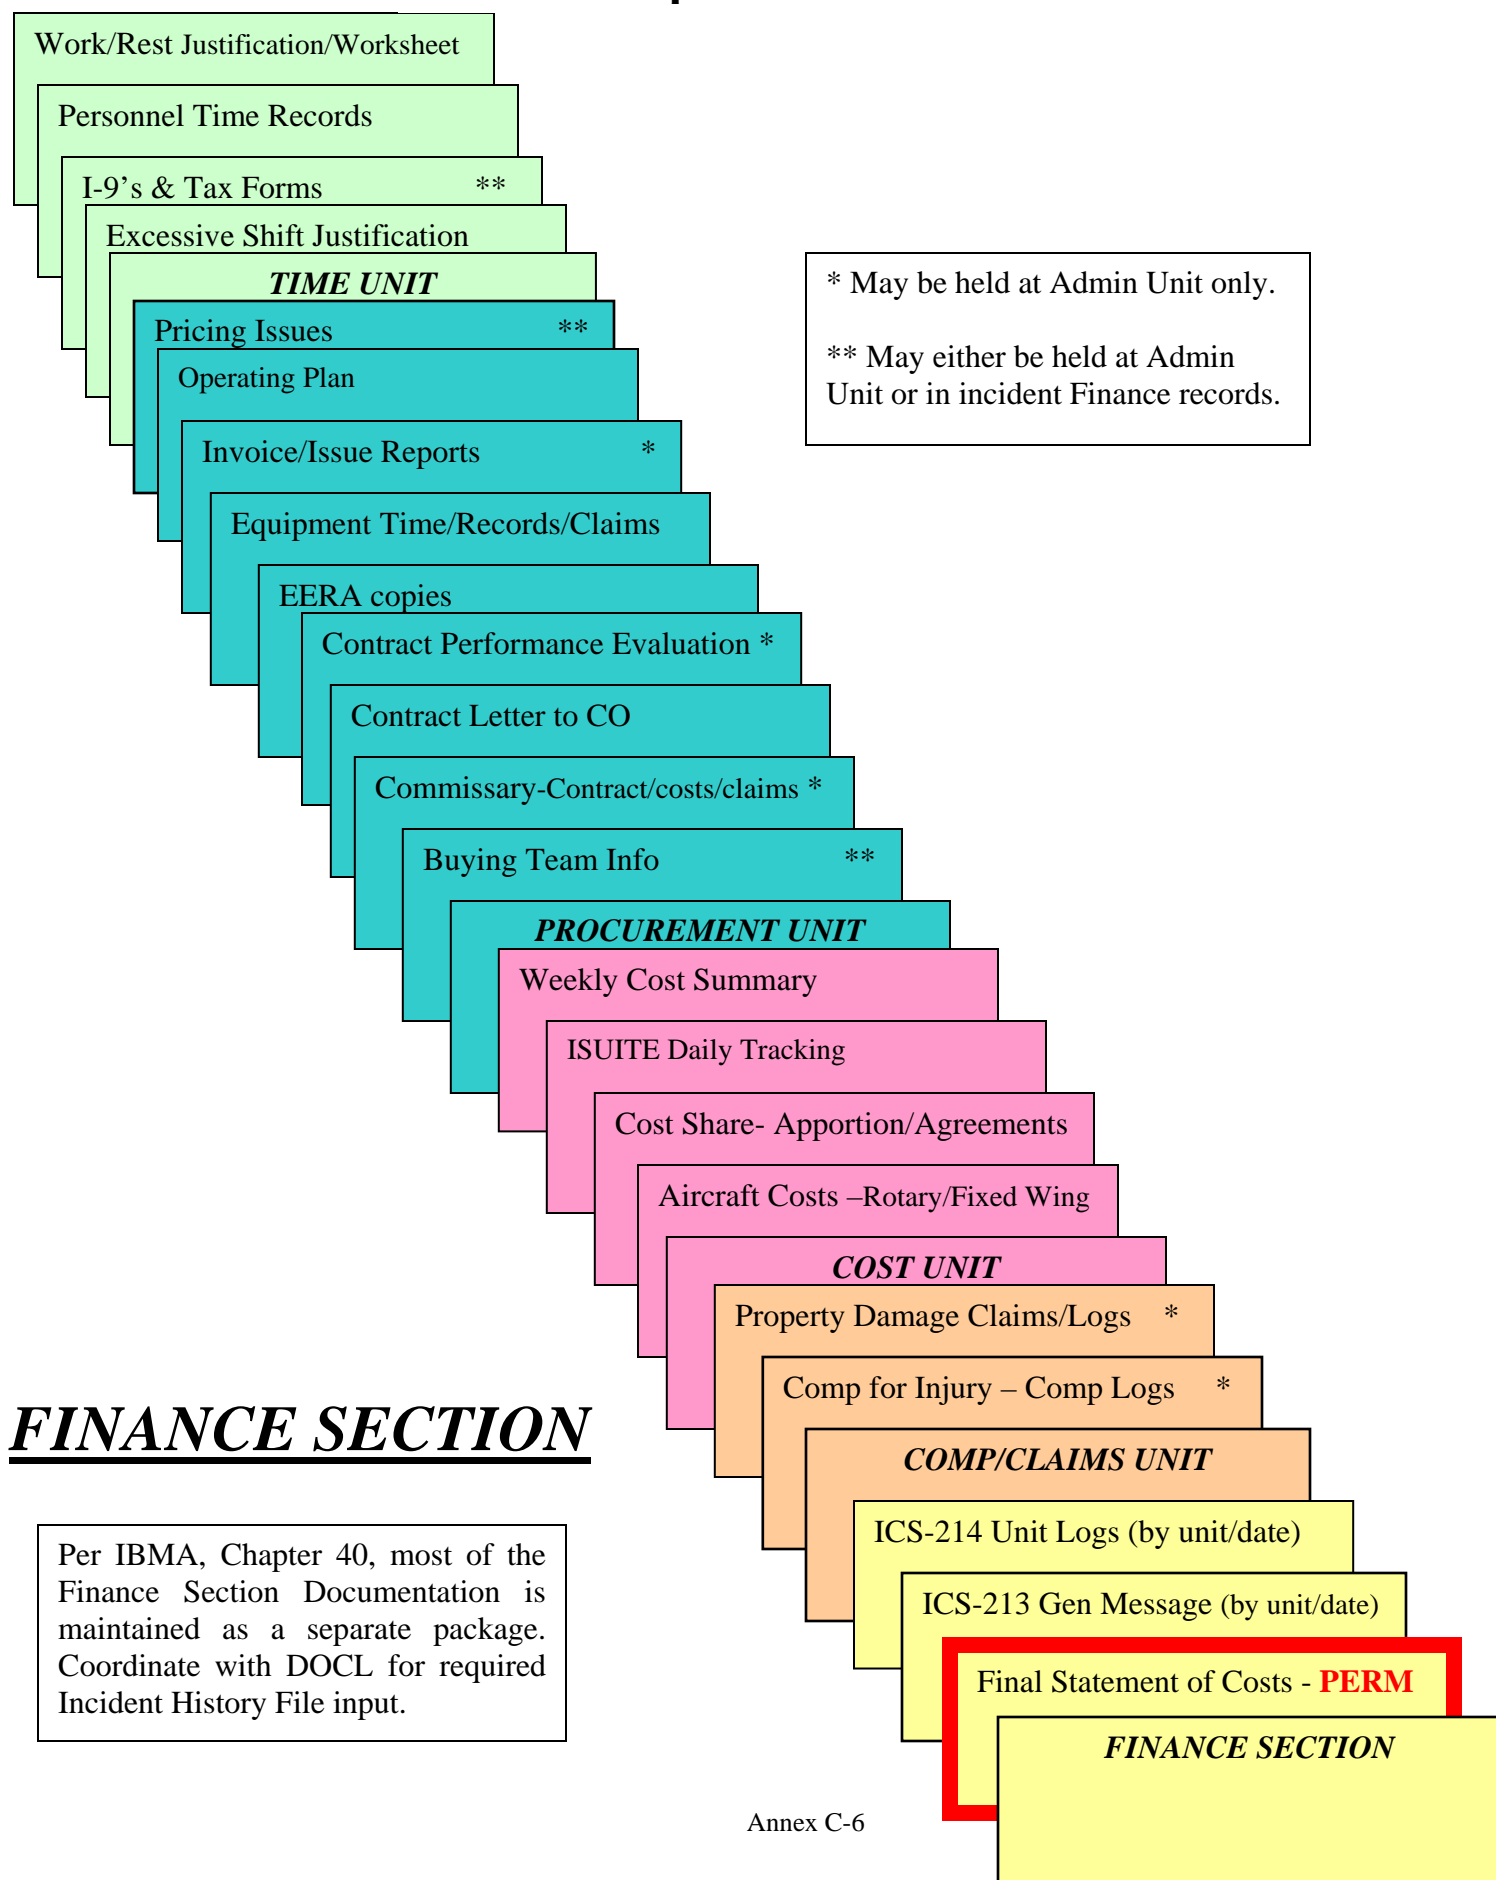 Work/Rest Justification/Worksheet
Personnel Time Records
I-9’s & Tax Forms **
Excessive Shift Justification
TIME UNIT
* May be held at Admin Unit only.
** May either be held at Admin
Unit or in incident Finance records.
Pricing Issues **
Operating Plan
Invoice/Issue Reports *
Equipment Time/Records/Claims
EERA copies
Contract Performance Evaluation *
Contract Letter to CO
Commissary-Contract/costs/claims *
Buying Team Info **
PROCUREMENT UNIT
Weekly Cost Summary
ISUITE Daily Tracking
Cost Share- Apportion/Agreements
Aircraft Costs –Rotary/Fixed Wing
COST UNIT
Property Damage Claims/Logs *
Comp for Injury – Comp Logs *
COMP/CLAIMS UNIT
FINANCE SECTION
Per IBMA, Chapter 40, most of the
Finance Section Documentation is
maintained as a separate package.
Coordinate with DOCL for required
Incident History File input.
ICS-214 Unit Logs (by unit/date)
ICS-213 Gen Message (by unit/date)
Final Statement of Costs - PERM
FINANCE SECTION
Annex C-6